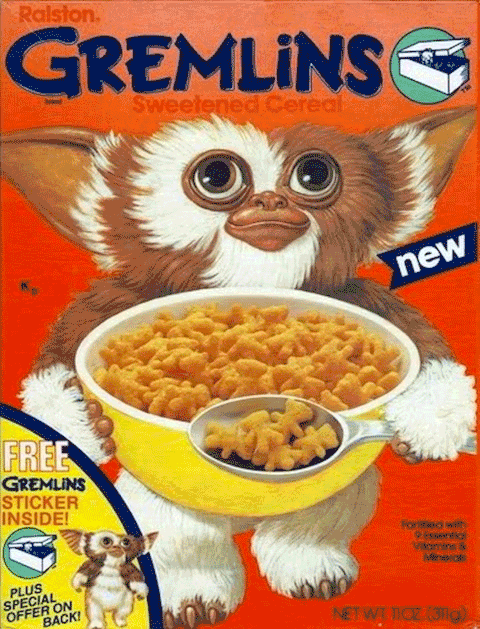 Ralston.
GREMLiNS
TM
Sweetened Cereal
new
FREE
GREMLiNS
STICKER
INSIDE!
PLUS
SPECIAL
OFFER ON
BACK!
Fortified with
9 Essential
Vitamins &
Minerals
NET WT. 11 OZ. (311g)